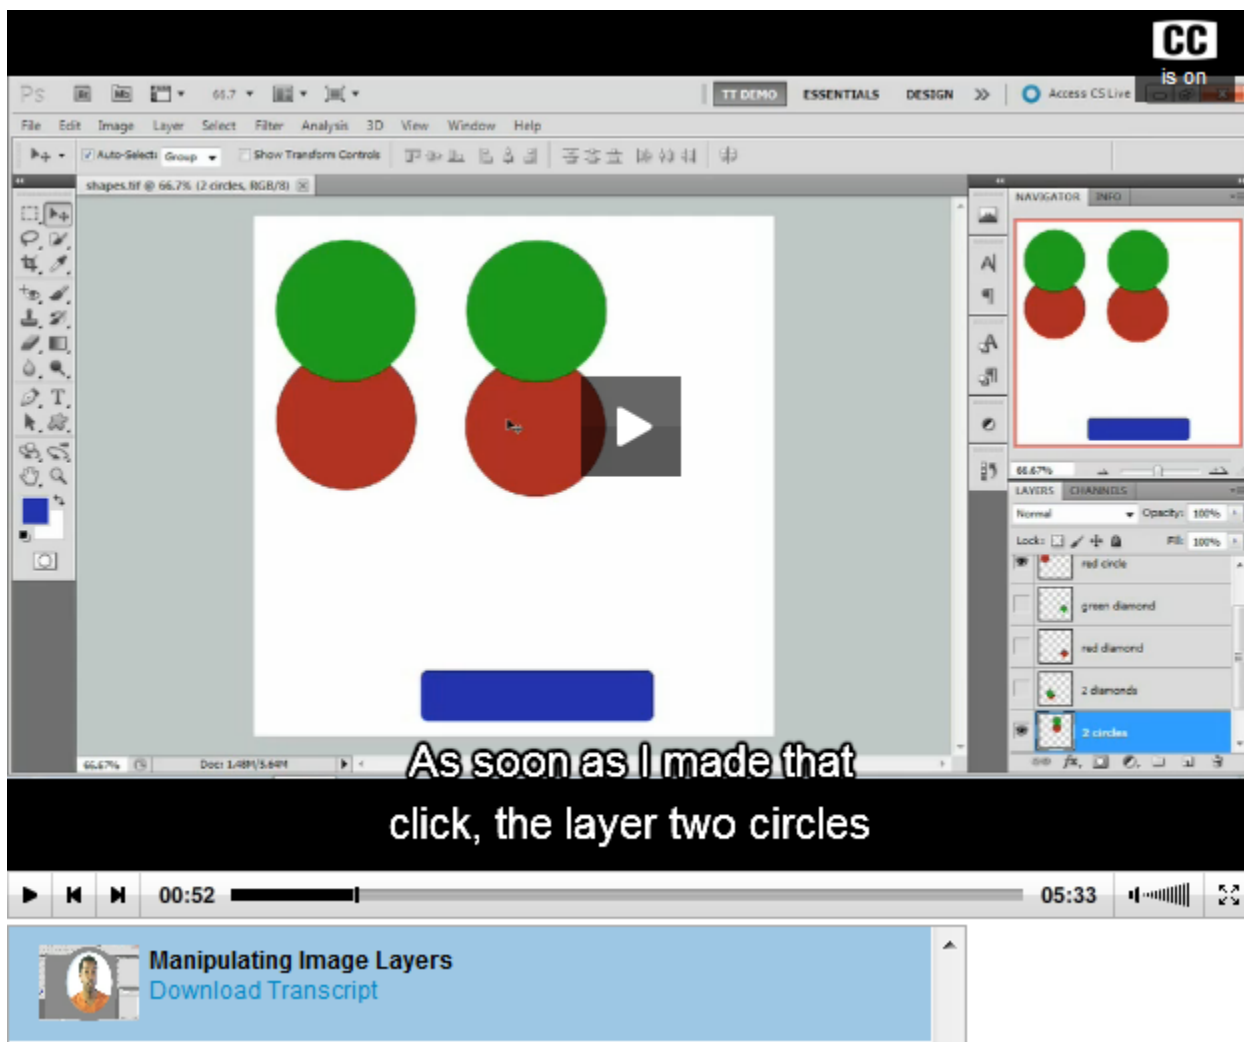 CC
is on
Ps Br Mb 66.7 TT DEMO ESSENTIALS DESIGN >> Access CS Live
File Edit Image Layer Select Filter Analysis 3D View Window Help
Auto-Select: Group Show Transform Controls
shapes.tif @ 66.7% (2 circles, RGB/8)
NAVIGATOR INFO
66.67%
LAYERS CHANNELS
Normal Opacity: 100%
Lock: Fill: 100%
red circle
green diamond
red diamond
2 diamonds
2 circles
66.67% Doc: 1.48M/5.64M
As soon as I made that
click, the layer two circles
00:52 05:33
Manipulating Image Layers
Download Transcript